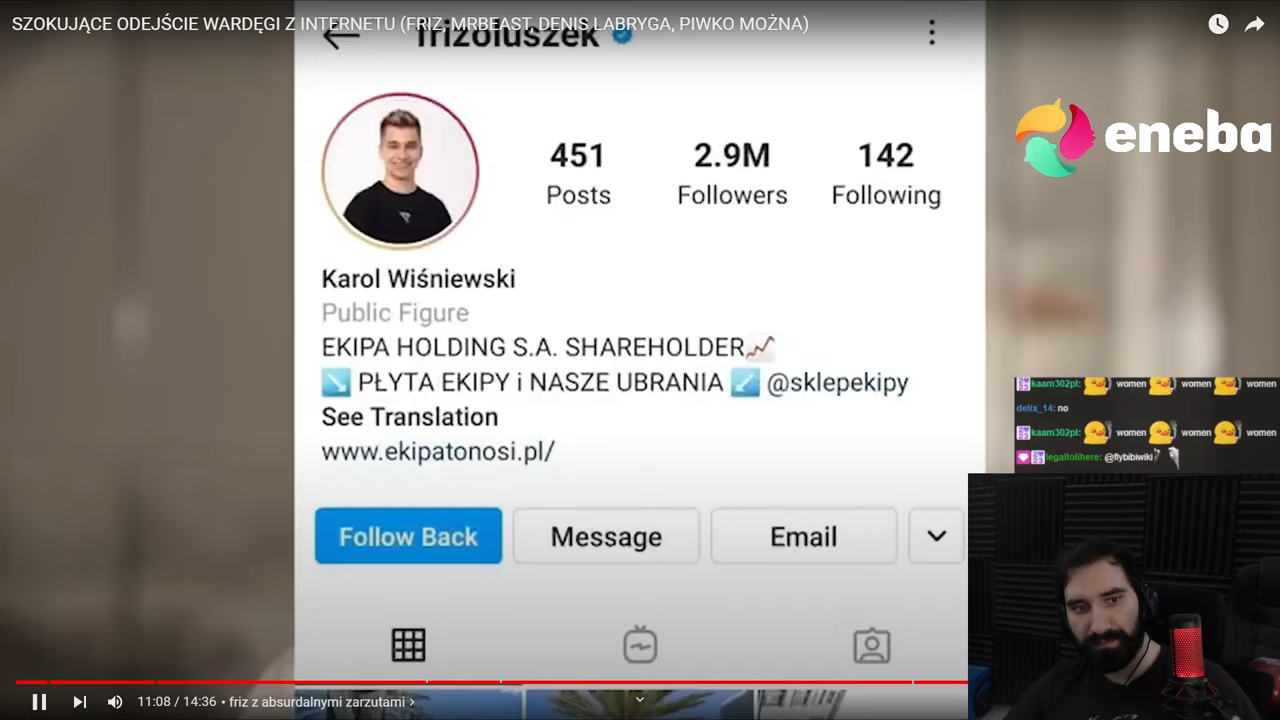 SZOKUJĄCE ODEJŚCIE WARDĘGI Z INTERNETU (FRIZ, MRBEAST, DENIS LABRYGA, PIWKO MOŻNA)
frizoluszek
eneba
451
2.9M
142
Posts
Followers
Following
Karol Wiśniewski
Public Figure
EKIPA HOLDING S.A. SHAREHOLDER
PŁYTA EKIPY i NASZE UBRANIA @sklepekipy
See Translation
www.ekipatonosi.pl/
kaam302pl: women women women
delix_14: no
kaam302pl: women women women
legallolihere: @flybibiwiki
Follow Back
Message
Email
11:08 / 14:36 • friz z absurdalnymi zarzutami